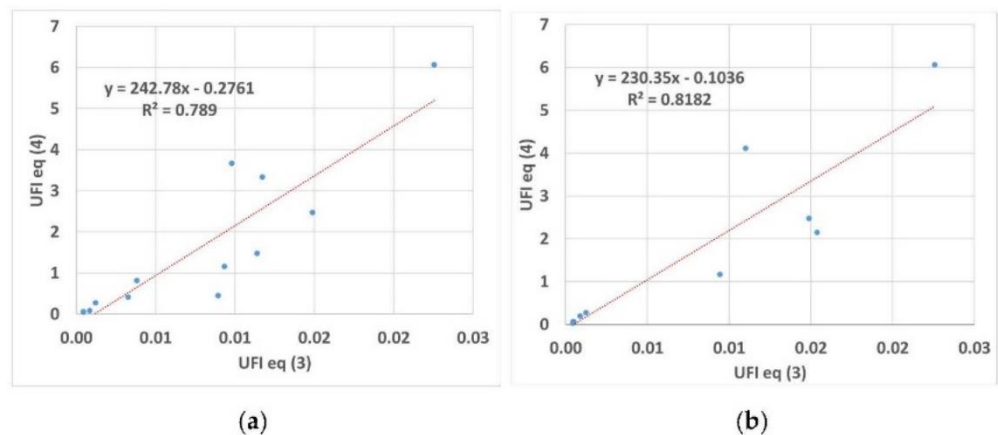 7
6
5
4
3
2
1
0
UFI eq (4)
y = 242.78x - 0.2761
R² = 0.789
0.00 0.01 0.01 0.02 0.02 0.03
UFI eq (3)
(a)
7
6
5
4
3
2
1
0
UFI eq (4)
y = 230.35x - 0.1036
R² = 0.8182
0.00 0.01 0.01 0.02 0.02 0.03
UFI eq (3)
(b)